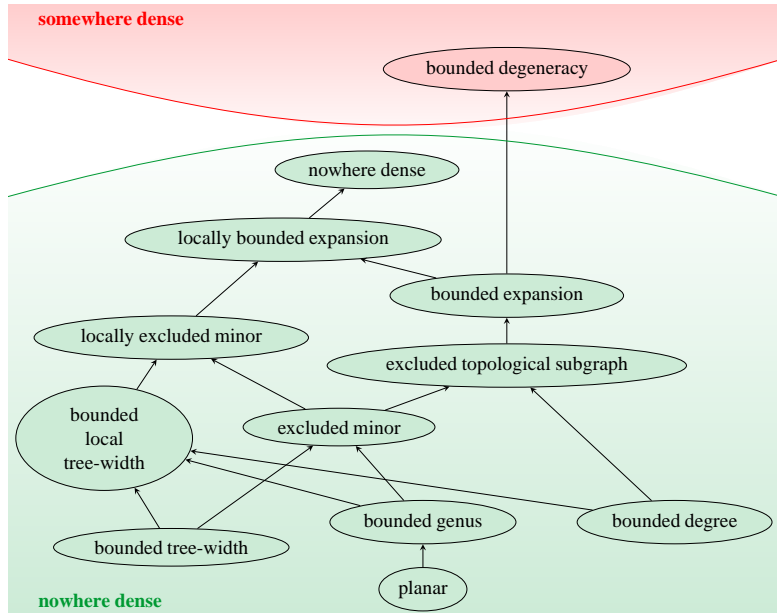 somewhere dense
bounded degeneracy
nowhere dense
locally bounded expansion
bounded expansion
locally excluded minor
excluded topological subgraph
bounded
local
tree-width
excluded minor
bounded genus
bounded degree
bounded tree-width
planar
nowhere dense